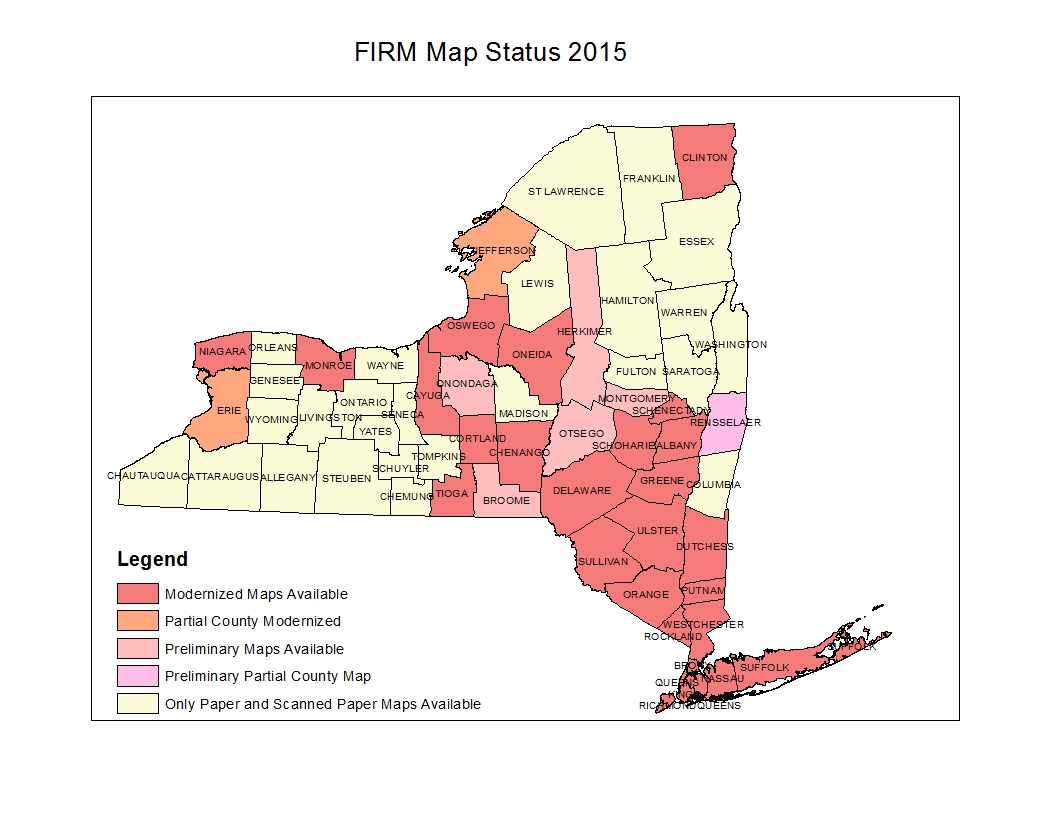 FIRM Map Status 2015
CLINTON
FRANKLIN
ST LAWRENCE
ESSEX
JEFFERSON
LEWIS
HAMILTON
WARREN
OSWEGO
HERKIMER
WASHINGTON
ORLEANS
NIAGARA
ONEIDA
MONROE
WAYNE
FULTON
SARATOGA
GENESEE
ONONDAGA
CAYUGA
MONTGOMERY
ONTARIO
SCHENECTADY
ERIE
SENECA
MADISON
WYOMING
LIVINGSTON
RENSSELAER
YATES
OTSEGO
CORTLAND
SCHOHARIE
ALBANY
CHENANGO
TOMPKINS
SCHUYLER
CHAUTAUQUA
CATTARAUGUS
ALLEGANY
STEUBEN
GREENE
COLUMBIA
DELAWARE
CHEMUNG
TIOGA
BROOME
ULSTER
DUTCHESS
SULLIVAN
PUTNAM
ORANGE
WESTCHESTER
ROCKLAND
SUFFOLK
BRONX
SUFFOLK
NASSAU
QUEENS
KINGS
RICHMOND
QUEENS
Legend
Modernized Maps Available
Partial County Modernized
Preliminary Maps Available
Preliminary Partial County Map
Only Paper and Scanned Paper Maps Available